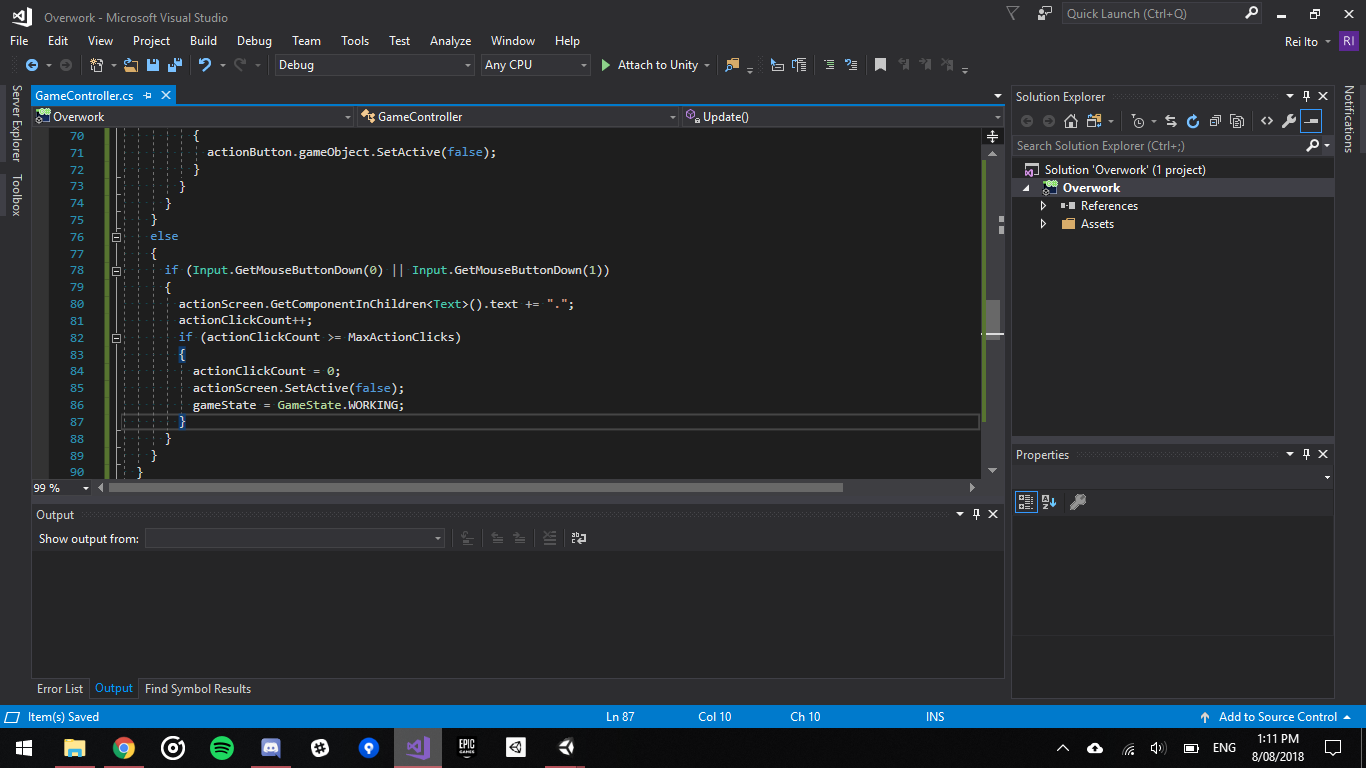 Overwork - Microsoft Visual Studio
Quick Launch (Ctrl+Q)
File Edit View Project Build Debug Team Tools Test Analyze Window Help
Rei Ito RI
Debug Any CPU Attach to Unity
Server Explorer
Toolbox
GameController.cs
Overwork GameController Update()
70 {
71 actionButton.gameObject.SetActive(false);
72 }
73 }
74 }
75 }
76 else
77 {
78 if (Input.GetMouseButtonDown(0) || Input.GetMouseButtonDown(1))
79 {
80 actionScreen.GetComponentInChildren<Text>().text += ".";
81 actionClickCount++;
82 if (actionClickCount >= MaxActionClicks)
83 {
84 actionClickCount = 0;
85 actionScreen.SetActive(false);
86 gameState = GameState.WORKING;
87 }
88 }
89 }
90 }
99 %
Output
Show output from:
Error List Output Find Symbol Results
Solution Explorer
Search Solution Explorer (Ctrl+;)
Solution 'Overwork' (1 project)
Overwork
References
Assets
Properties
Notifications
Item(s) Saved Ln 87 Col 10 Ch 10 INS Add to Source Control
EPIC
GAMES
ENG
1:11 PM
8/08/2018